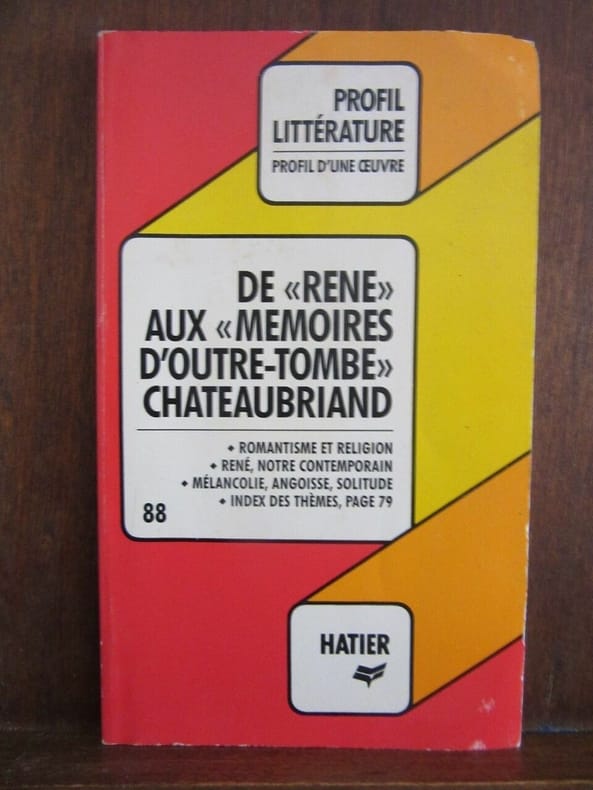 PROFIL
LITTÉRATURE
PROFIL D'UNE ŒUVRE
DE «RENE»
AUX «MEMOIRES
D'OUTRE-TOMBE»
CHATEAUBRIAND
♦ ROMANTISME ET RELIGION
♦ RENÉ, NOTRE CONTEMPORAIN
♦ MÉLANCOLIE, ANGOISSE, SOLITUDE
♦ INDEX DES THÈMES, PAGE 79
88
HATIER